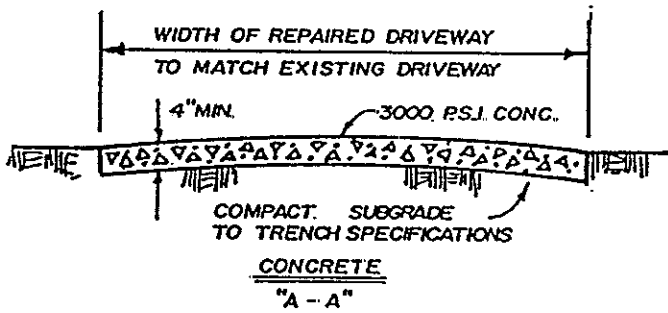 WIDTH OF REPAIRED DRIVEWAY
TO MATCH EXISTING DRIVEWAY
4" MIN.
3000 P.S.I. CONC.
COMPACT. SUBGRADE
TO TRENCH SPECIFICATIONS
CONCRETE
"A - A"